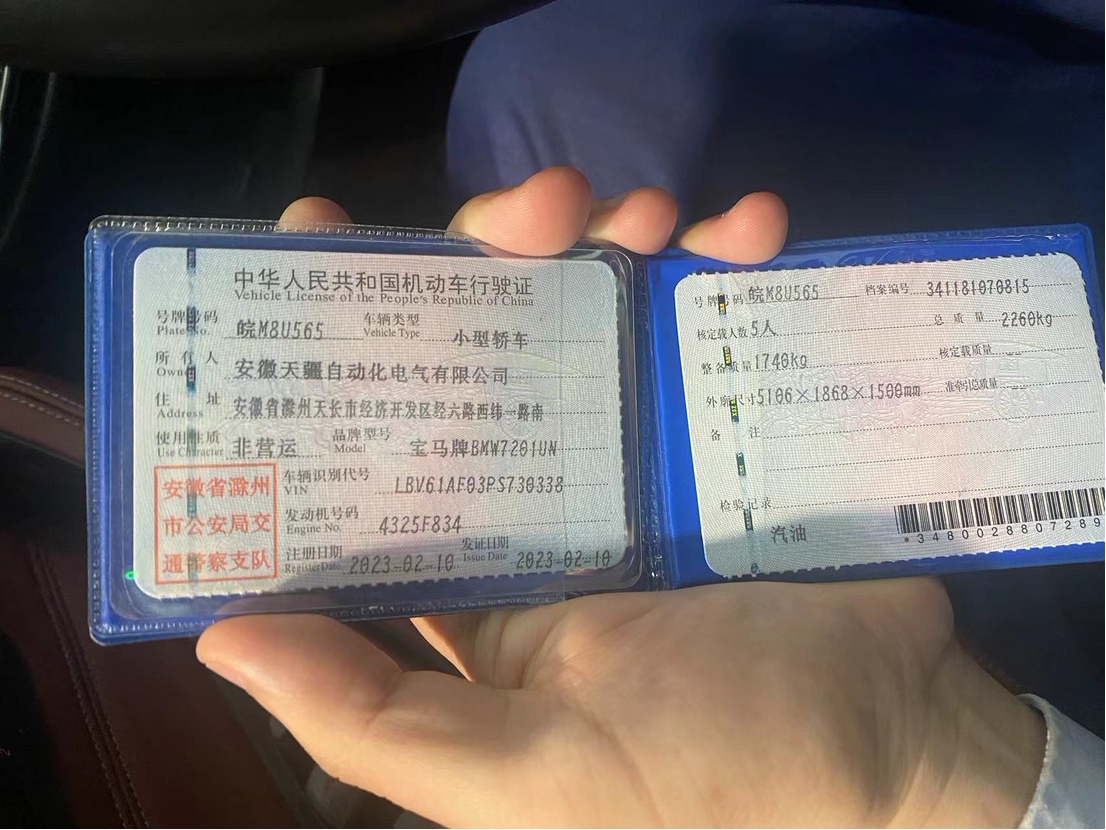 中华人民共和国机动车行驶证
Vehicle License of the People's Republic of China
号牌号码 皖M8U565 车辆类型 小型轿车
Plate No. Vehicle Type
所有人 安徽天疆自动化电气有限公司
Owner
住址 安徽省滁州天长市经济开发区经六路西纬一路南
Address
使用性质 非营运 品牌型号 宝马牌BMW7201UN
Use Character Model
安徽省滁州
市公安局交
通警察支队
车辆识别代号 LBV61AF03PS730338
VIN
发动机号码 4325F834
Engine No.
注册日期 2023-02-10 发证日期 2023-02-10
Register Date Issue Date
号牌号码 皖M8U565 档案编号 341181070815
核定载人数 5人 总质量 2260kg
整备质量 1740kg 核定载质量 --
外廓尺寸 5106×1868×1500mm 准牵引总质量 --
备注
检验记录
汽油
*3480028807289